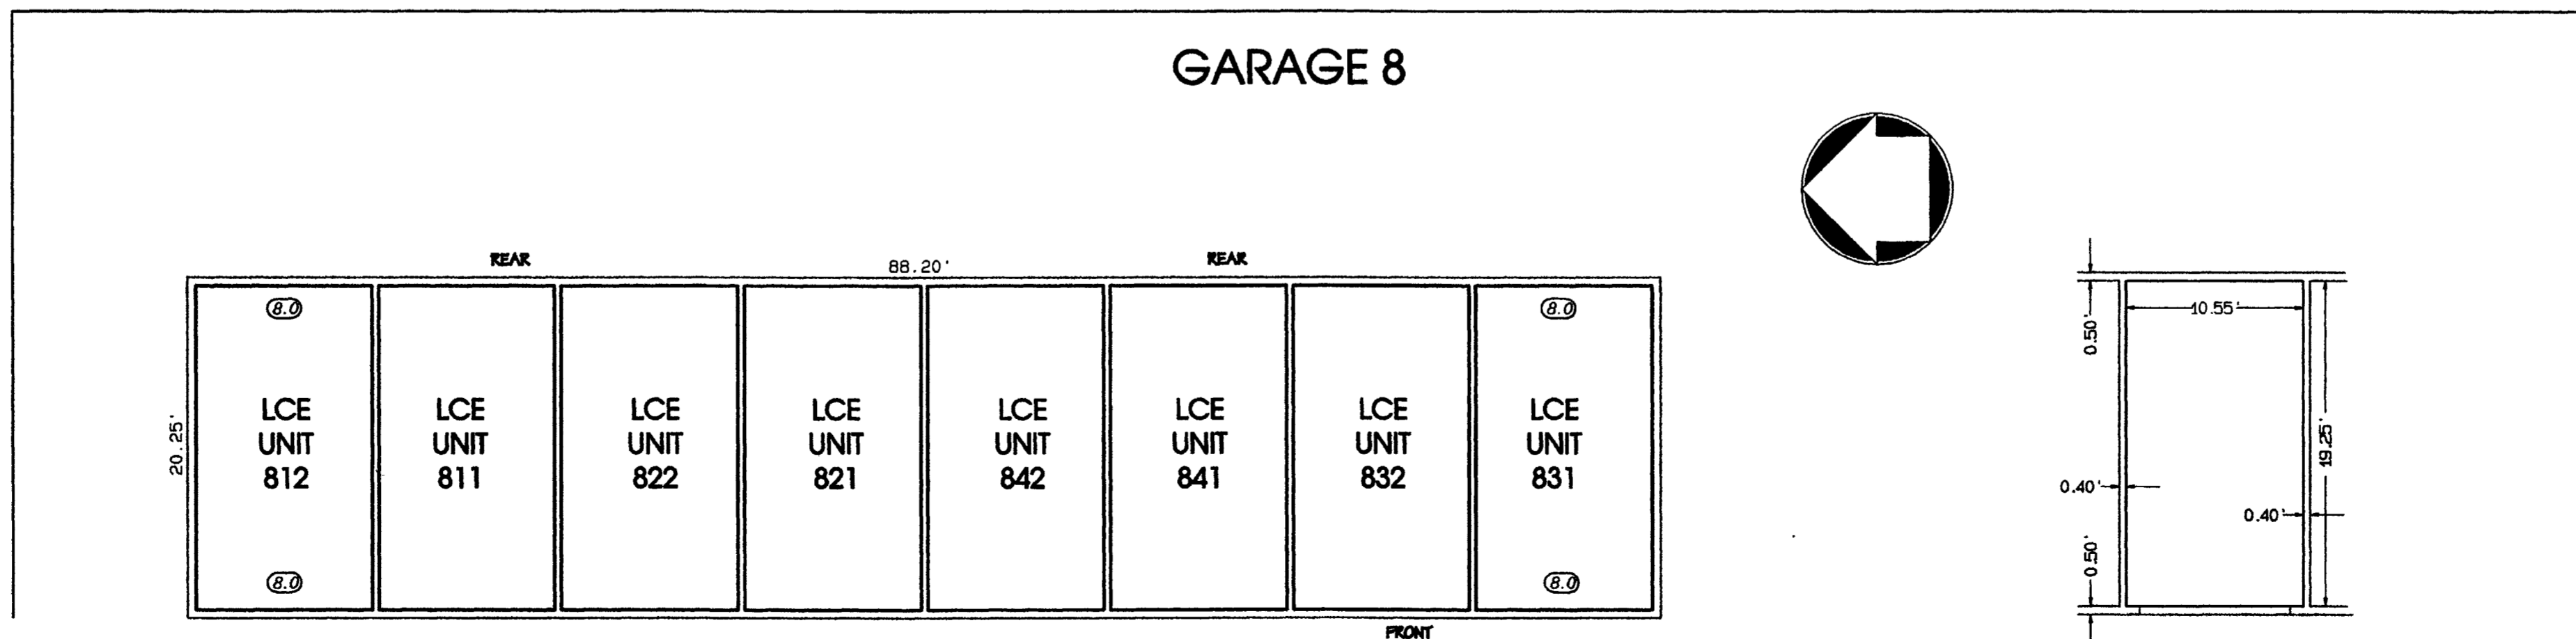 GARAGE 8
REAR
88.20'
REAR
8.0
8.0
10.55'
0.50'
20.25'
LCE
UNIT
812
LCE
UNIT
811
LCE
UNIT
822
LCE
UNIT
821
LCE
UNIT
842
LCE
UNIT
841
LCE
UNIT
832
LCE
UNIT
831
19.25'
0.40'
0.40'
0.50'
8.0
8.0
FRONT